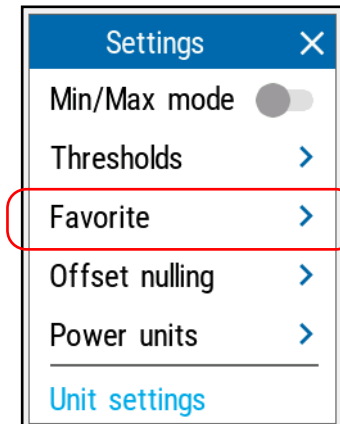 Settings
Min/Max mode
Thresholds
Favorite
Offset nulling
Power units
Unit settings